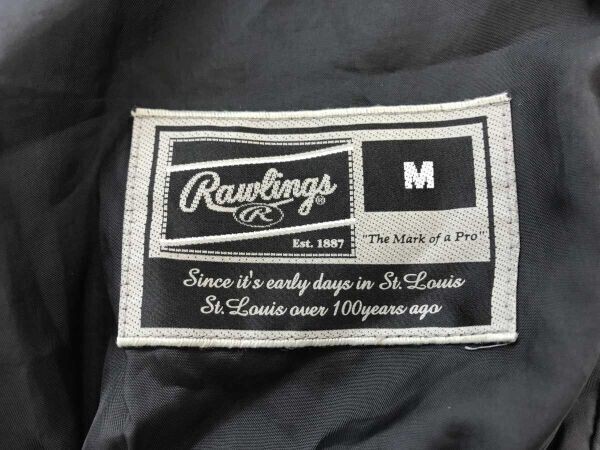 Rawlings®
R
Est. 1887
M
"The Mark of a Pro"
Since it's early days in St.Louis
St.Louis over 100years ago